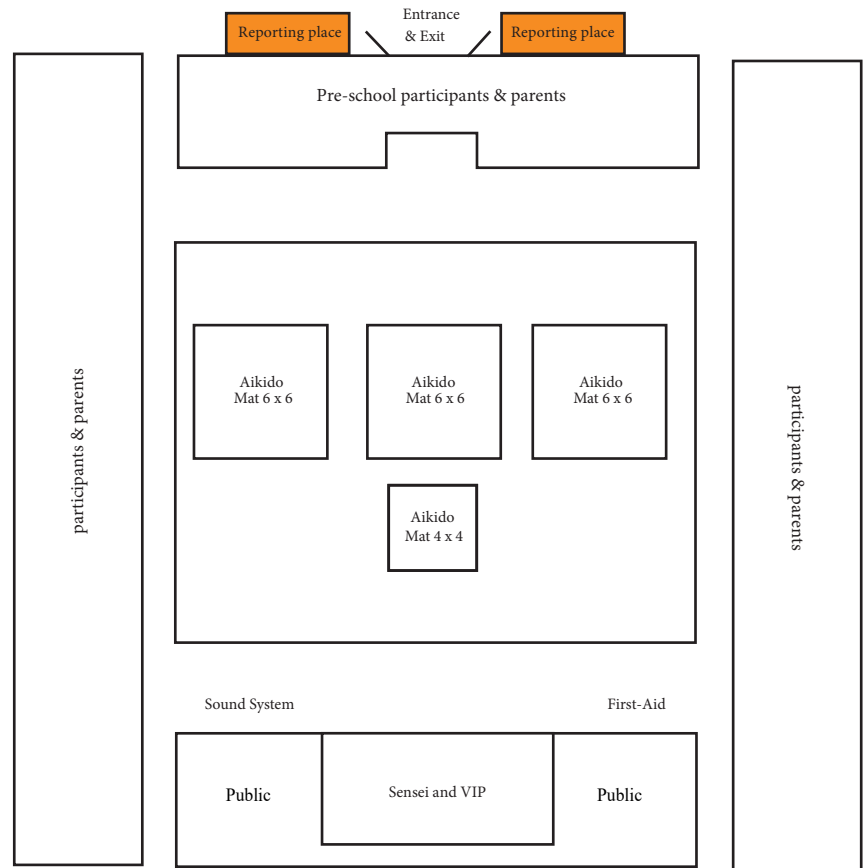 Entrance
& Exit
Reporting place
Reporting place
Pre-school participants & parents
participants & parents
participants & parents
Aikido
Mat 6 x 6
Aikido
Mat 6 x 6
Aikido
Mat 6 x 6
Aikido
Mat 4 x 4
Sound System
First-Aid
Public
Sensei and VIP
Public